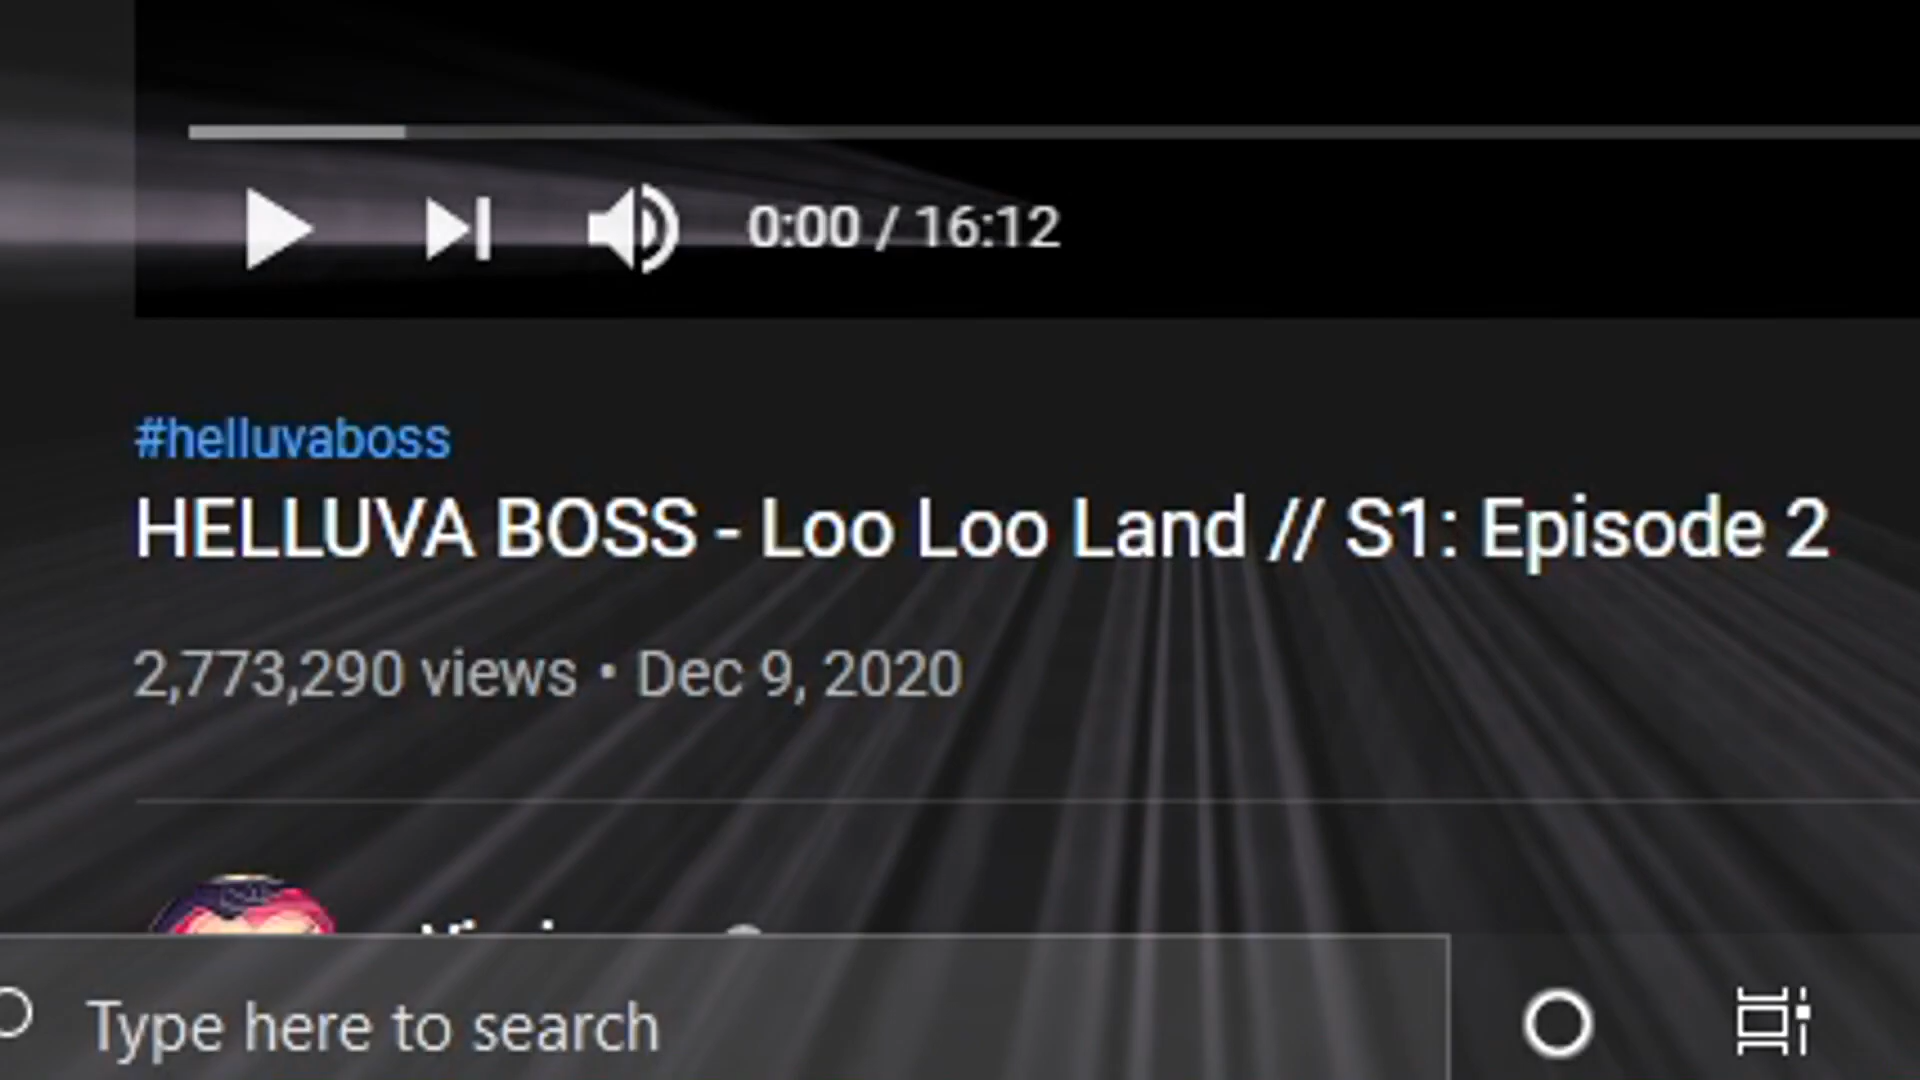 0:00 / 16:12
#helluvaboss
HELLUVA BOSS - Loo Loo Land // S1: Episode 2
2,773,290 views • Dec 9, 2020
Type here to search